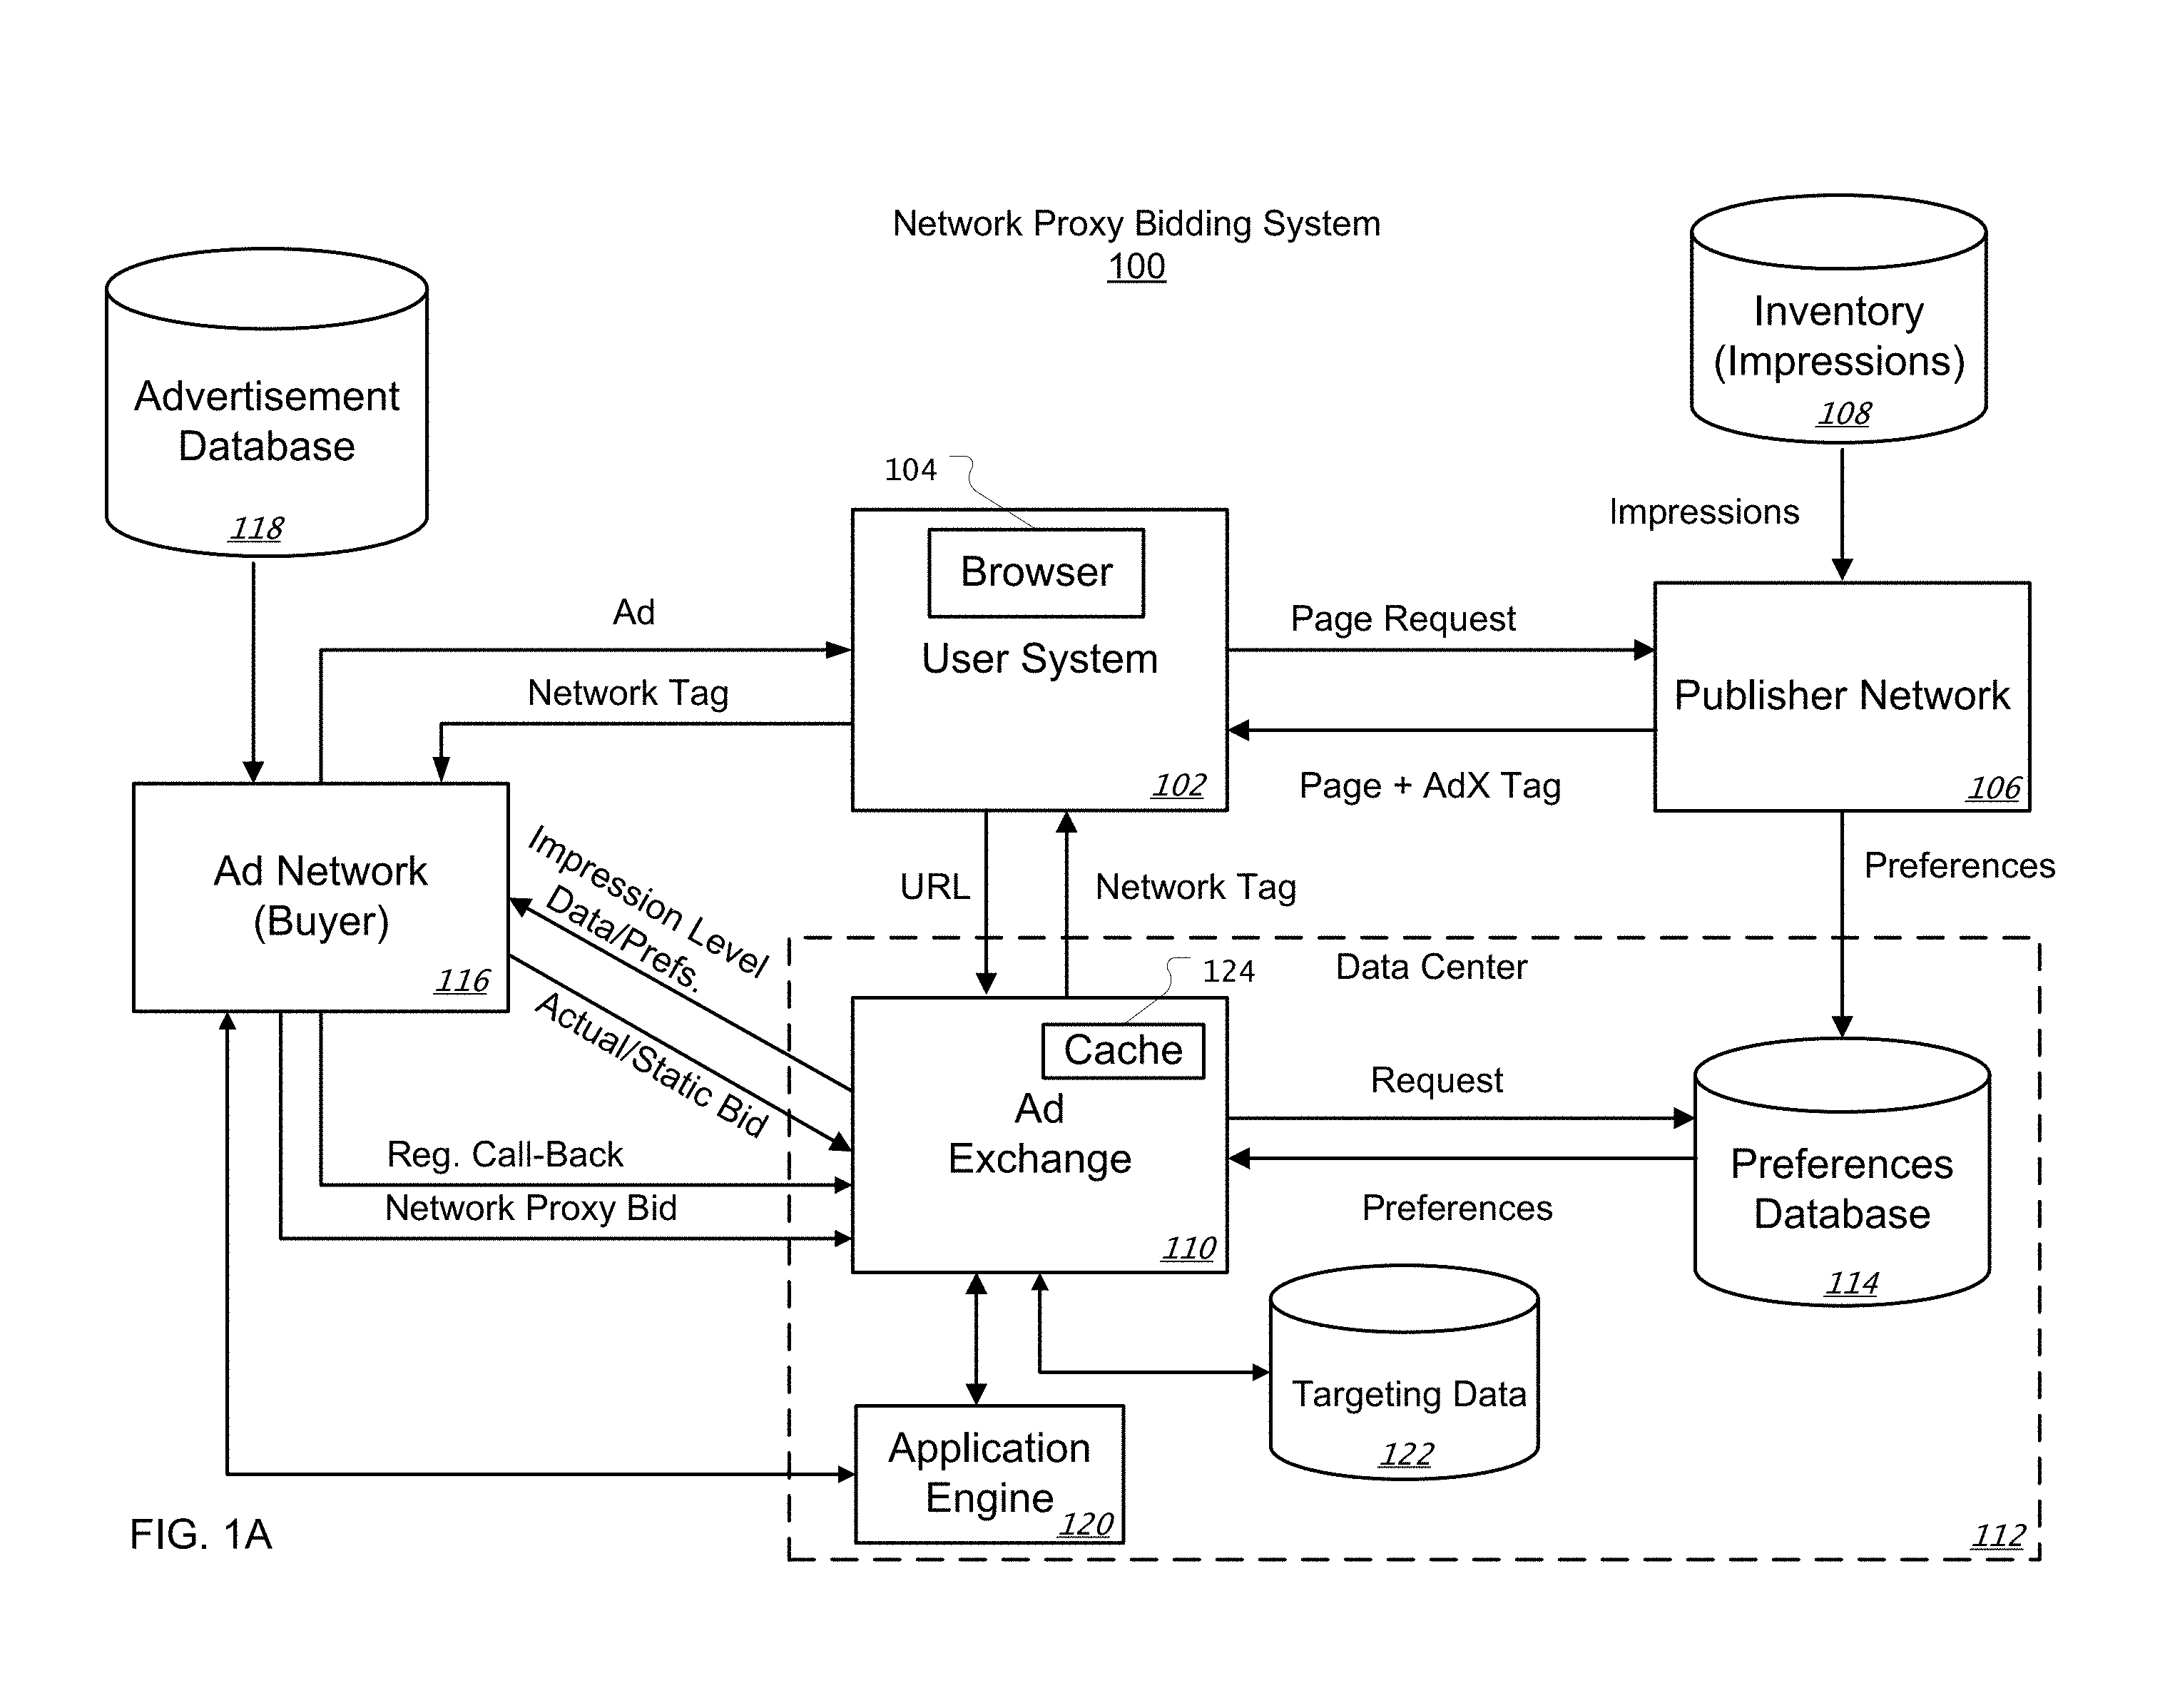 Network Proxy Bidding System
100
Inventory
(Impressions)
108
Advertisement
Database
118
104
Impressions
Browser
User System
102
Ad
Network Tag
Page Request
Page + AdX Tag
Publisher Network
106
Ad Network
(Buyer)
116
Impression Level
Data/Prefs.
Actual/Static Bid
URL
Network Tag
Preferences
Data Center
124
Cache
Ad
Exchange
110
Request
Preferences
Preferences
Database
114
Reg. Call-Back
Network Proxy Bid
Targeting Data
122
Application
Engine
120
112
FIG. 1A